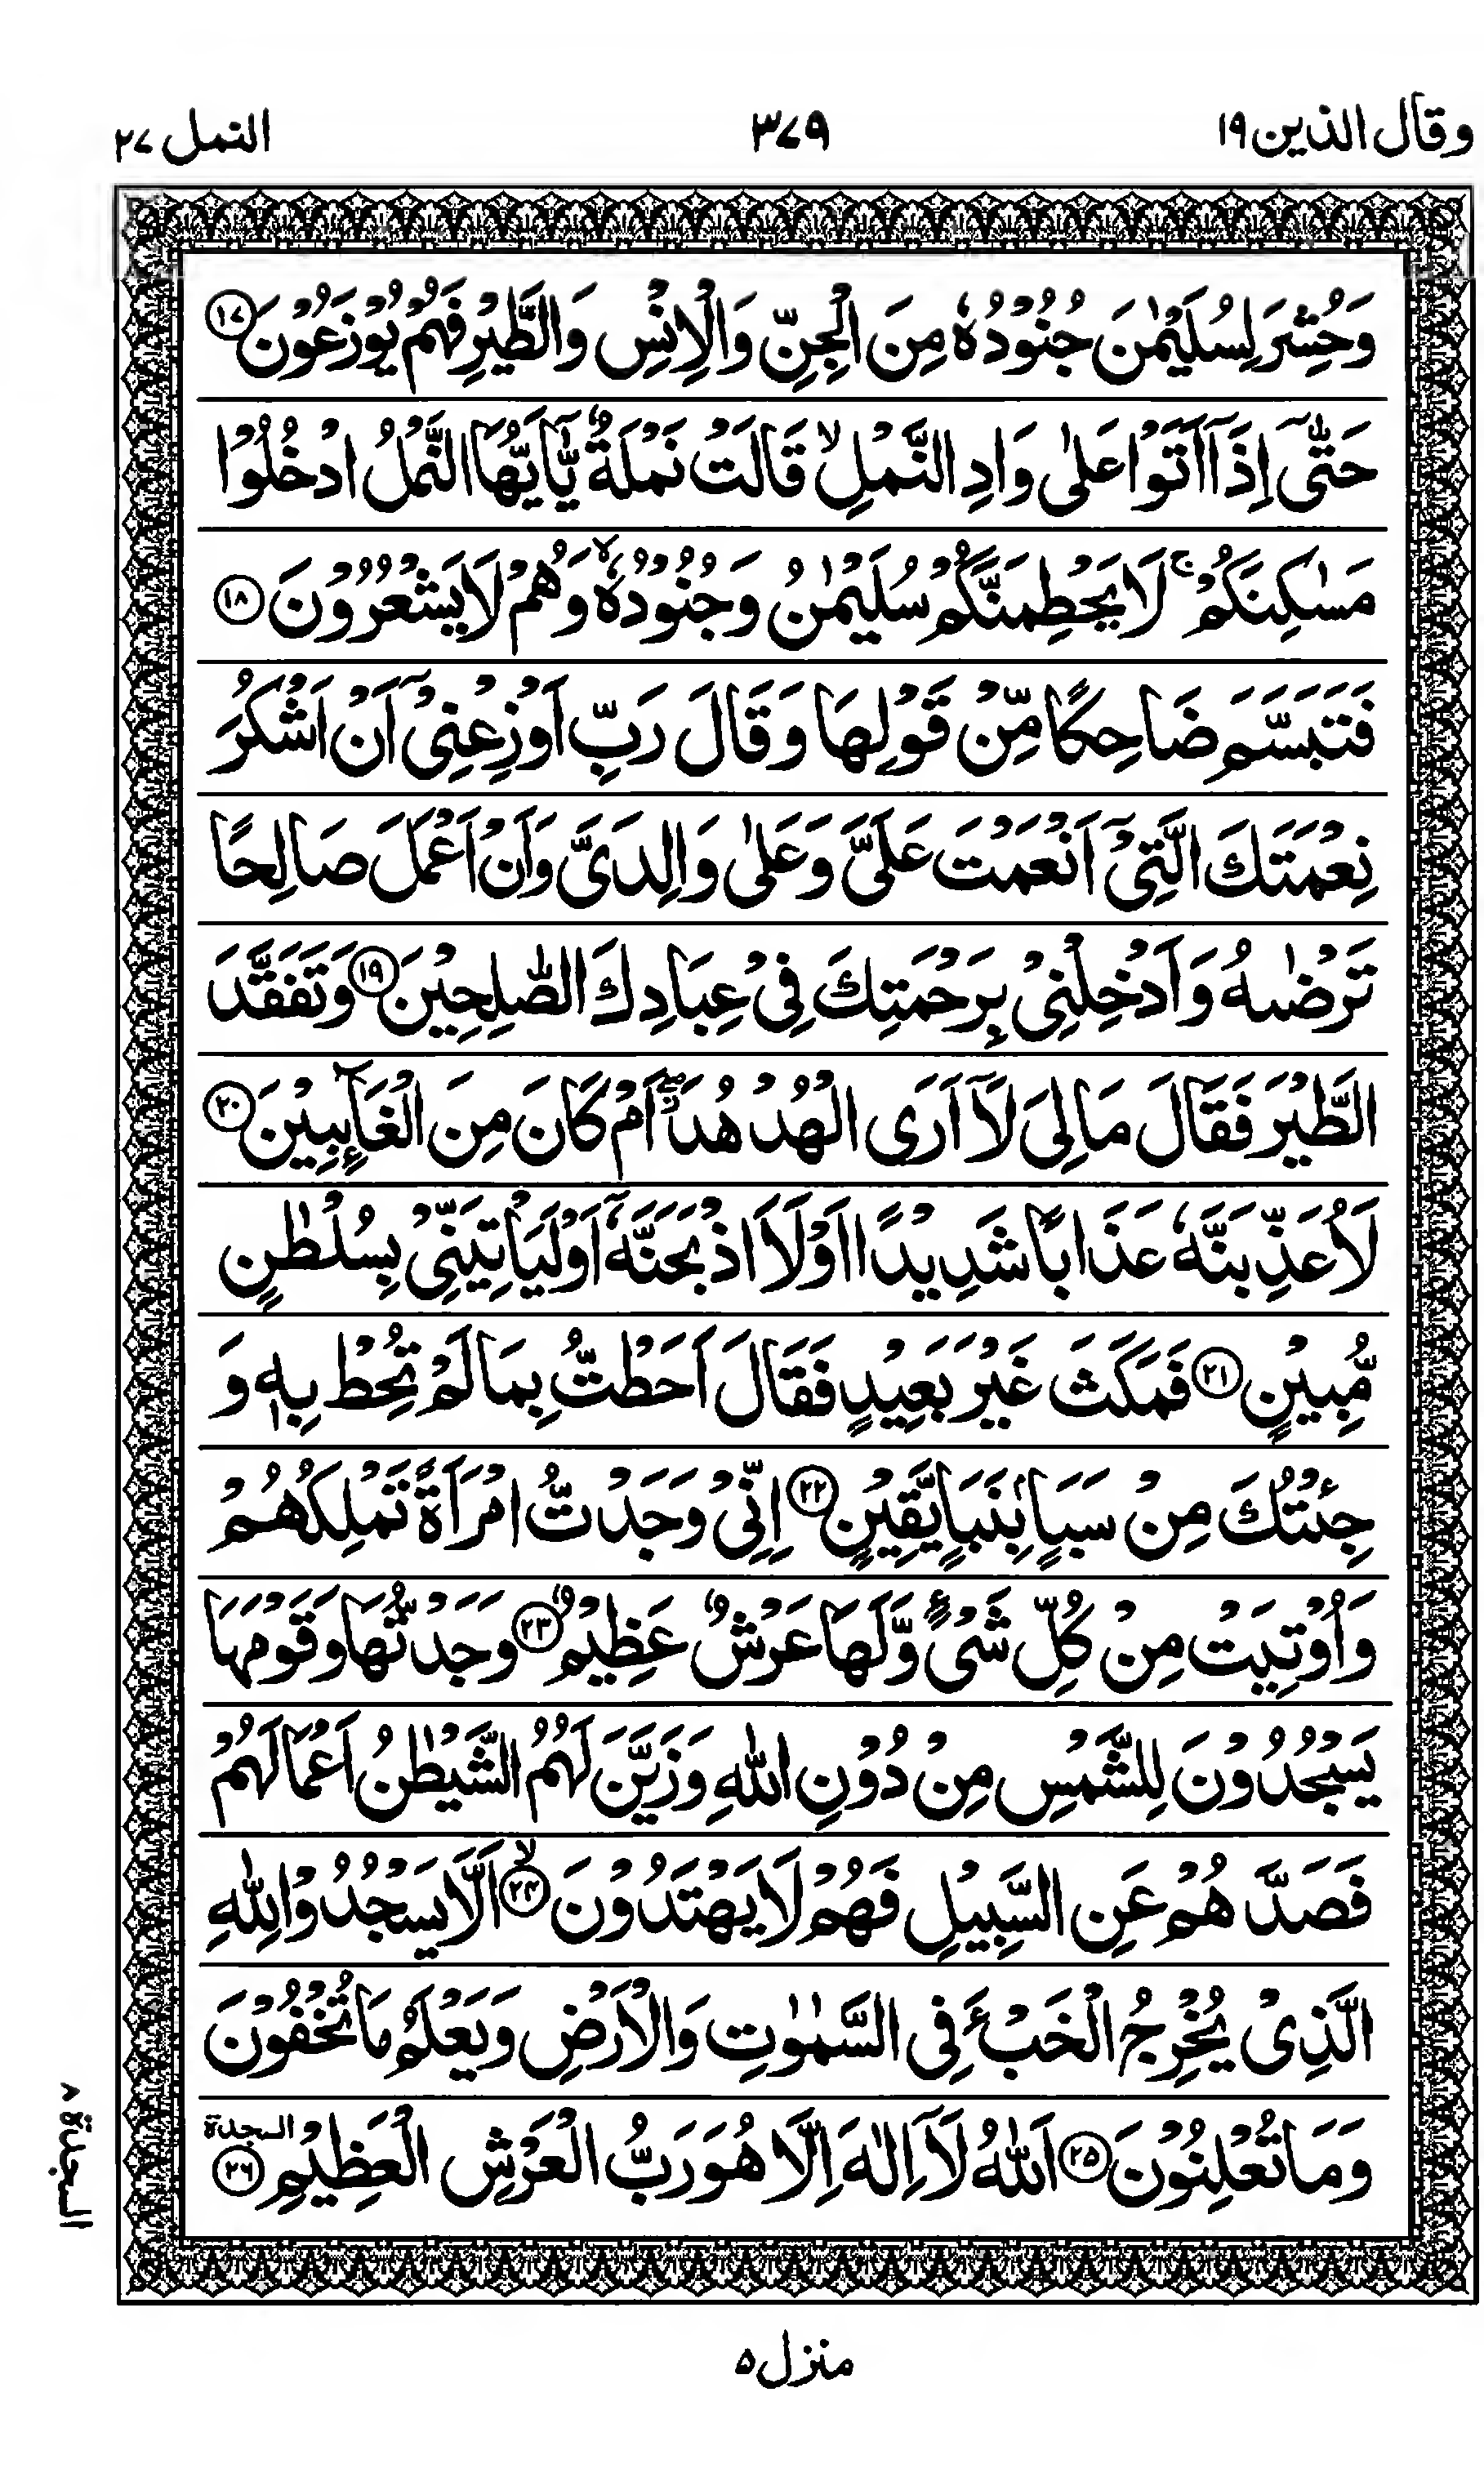 وقال الذين ١٩
٣٧٩
النمل ٢٧
وَحُشِرَ لِسُلَيْمٰنَ جُنُوْدُهٗ مِنَ الْجِنِّ وَالْاِنْسِ وَالطَّيْرِ فَهُمْ يُوْزَعُوْنَ ١٧
حَتّٰىٓ اِذَاۤ اَتَوْا عَلٰى وَادِ النَّمْلِ ۙ قَالَتْ نَمْلَةٌ يّٰۤاَيُّهَا النَّمْلُ ادْخُلُوْا
مَسٰكِنَكُمْ ۚ لَا يَحْطِمَنَّكُمْ سُلَيْمٰنُ وَجُنُوْدُهٗ ۙ وَهُمْ لَا يَشْعُرُوْنَ ١٨
فَتَبَسَّمَ ضَاحِكًا مِّنْ قَوْلِهَا وَقَالَ رَبِّ اَوْزِعْنِىْۤ اَنْ اَشْكُرَ
نِعْمَتَكَ الَّتِىْۤ اَنْعَمْتَ عَلَىَّ وَعَلٰى وَالِدَىَّ وَاَنْ اَعْمَلَ صَالِحًا
تَرْضٰىهُ وَاَدْخِلْنِىْ بِرَحْمَتِكَ فِىْ عِبَادِكَ الصّٰلِحِيْنَ ١٩ وَتَفَقَّدَ
الطَّيْرَ فَقَالَ مَا لِىَ لَاۤ اَرَى الْهُدْهُدَ ۖ اَمْ كَانَ مِنَ الْغَآئِبِيْنَ ٢٠
لَاُعَذِّبَنَّهٗ عَذَابًا شَدِيْدًا اَوْ لَاۡاَذْبَحَنَّهٗۤ اَوْ لَيَاْتِيَنِّىْ بِسُلْطٰنٍ
مُّبِيْنٍ ٢١ فَمَكَثَ غَيْرَ بَعِيْدٍ فَقَالَ اَحَطْتُّ بِمَا لَمْ تُحِطْ بِهٖ وَ
جِئْتُكَ مِنْ سَبَاٍۭ بِنَبَاٍ يَّقِيْنٍ ٢٢ اِنِّىْ وَجَدْتُّ امْرَاَةً تَمْلِكُهُمْ
وَاُوْتِيَتْ مِنْ كُلِّ شَىْءٍ وَّلَهَا عَرْشٌ عَظِيْمٌ ٢٣ وَجَدْتُّهَا وَقَوْمَهَا
يَسْجُدُوْنَ لِلشَّمْسِ مِنْ دُوْنِ اللّٰهِ وَزَيَّنَ لَهُمُ الشَّيْطٰنُ اَعْمَالَهُمْ
فَصَدَّهُمْ عَنِ السَّبِيْلِ فَهُمْ لَا يَهْتَدُوْنَ ۙ ٢٤ اَلَّا يَسْجُدُوْا لِلّٰهِ
الَّذِىْ يُخْرِجُ الْخَبْءَ فِى السَّمٰوٰتِ وَالْاَرْضِ وَيَعْلَمُ مَا تُخْفُوْنَ
وَمَا تُعْلِنُوْنَ ٢٥ اَللّٰهُ لَاۤ اِلٰهَ اِلَّا هُوَ رَبُّ الْعَرْشِ الْعَظِيْمِ ٢٦ السجدة
السجدة ٨
منزل ٥